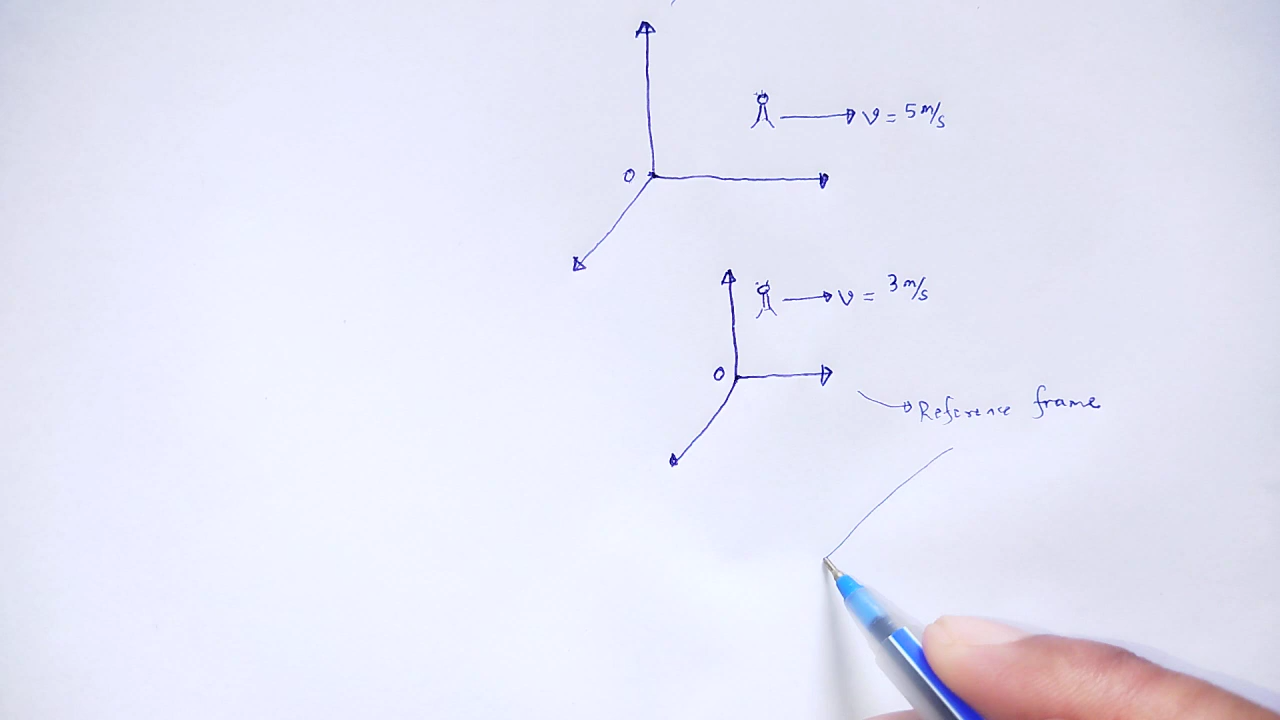 v = 5 m/s
O
v = 3 m/s
O
Reference frame